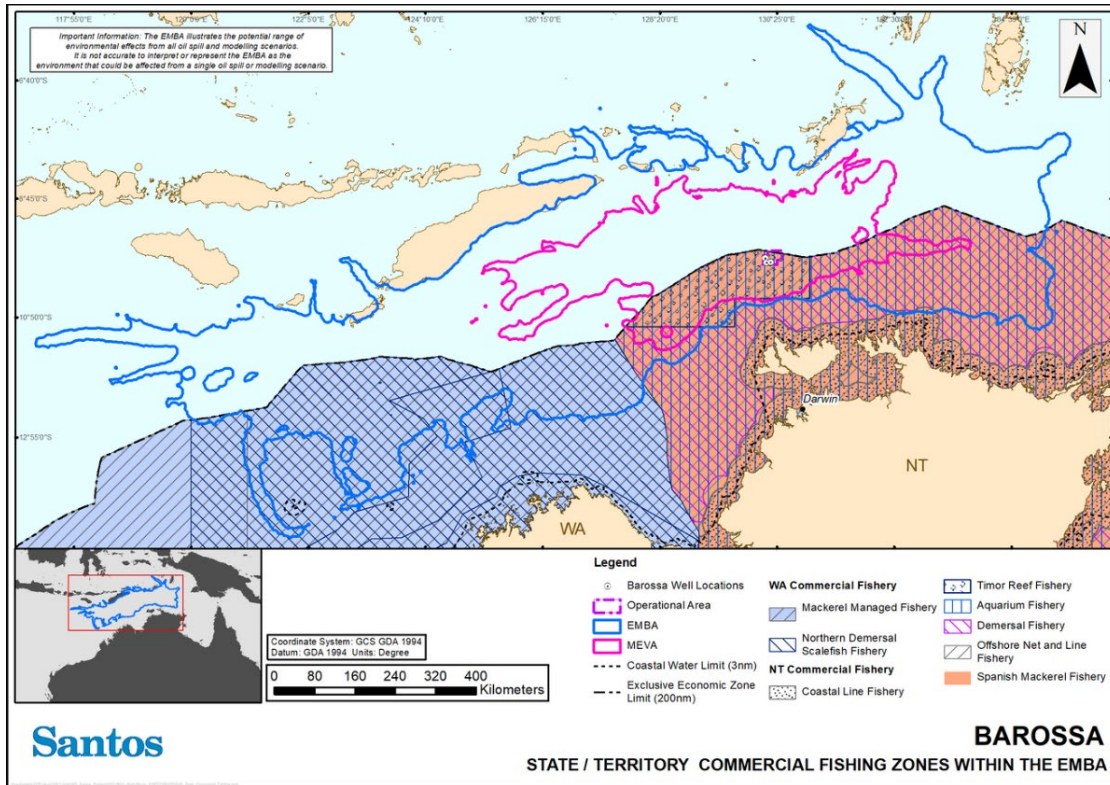 117°55'0"E 120°0'0"E 122°5'0"E 124°10'0"E 126°15'0"E 128°20'0"E 130°25'0"E
Important Information: The EMBA illustrates the potential range of
environmental effects from all oil spill and modelling scenarios.
It is not accurate to interpret or represent the EMBA as the
environment that could be affected from a single oil spill or modelling scenario.
N
6°40'0"S
8°45'0"S
10°50'0"S
12°55'0"S
Darwin
NT
WA
Coordinate System: GCS GDA 1994
Datum: GDA 1994 Units: Degree
0 80 160 240 320 400
Kilometers
Legend
Barossa Well Locations
Operational Area
EMBA
MEVA
Coastal Water Limit (3nm)
Exclusive Economic Zone
Limit (200nm)
WA Commercial Fishery
Mackerel Managed Fishery
Northern Demersal
Scalefish Fishery
NT Commercial Fishery
Coastal Line Fishery
Timor Reef Fishery
Aquarium Fishery
Demersal Fishery
Offshore Net and Line
Fishery
Spanish Mackerel Fishery
Santos
BAROSSA
STATE / TERRITORY COMMERCIAL FISHING ZONES WITHIN THE EMBA